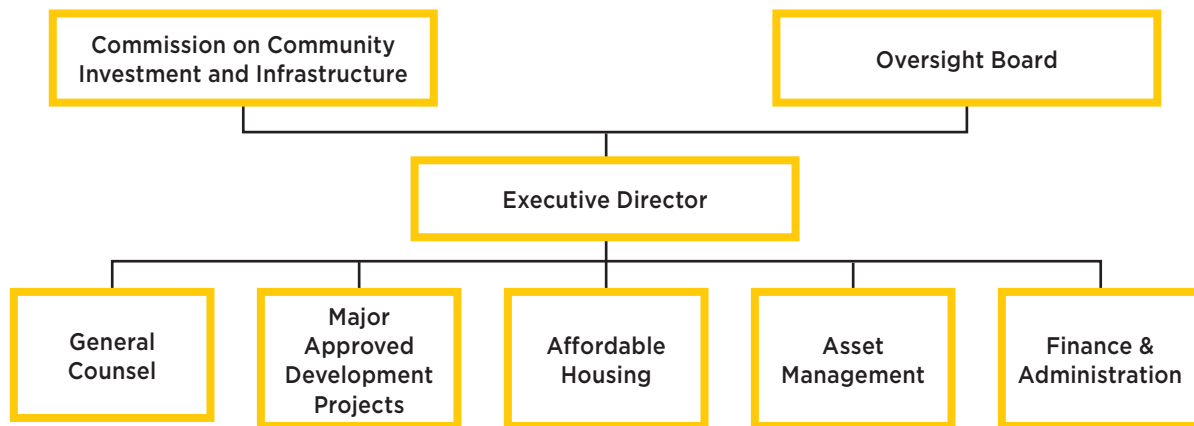 Commission on Community
Investment and Infrastructure
Oversight Board
Executive Director
General
Counsel
Major
Approved
Development
Projects
Affordable
Housing
Asset
Management
Finance &
Administration